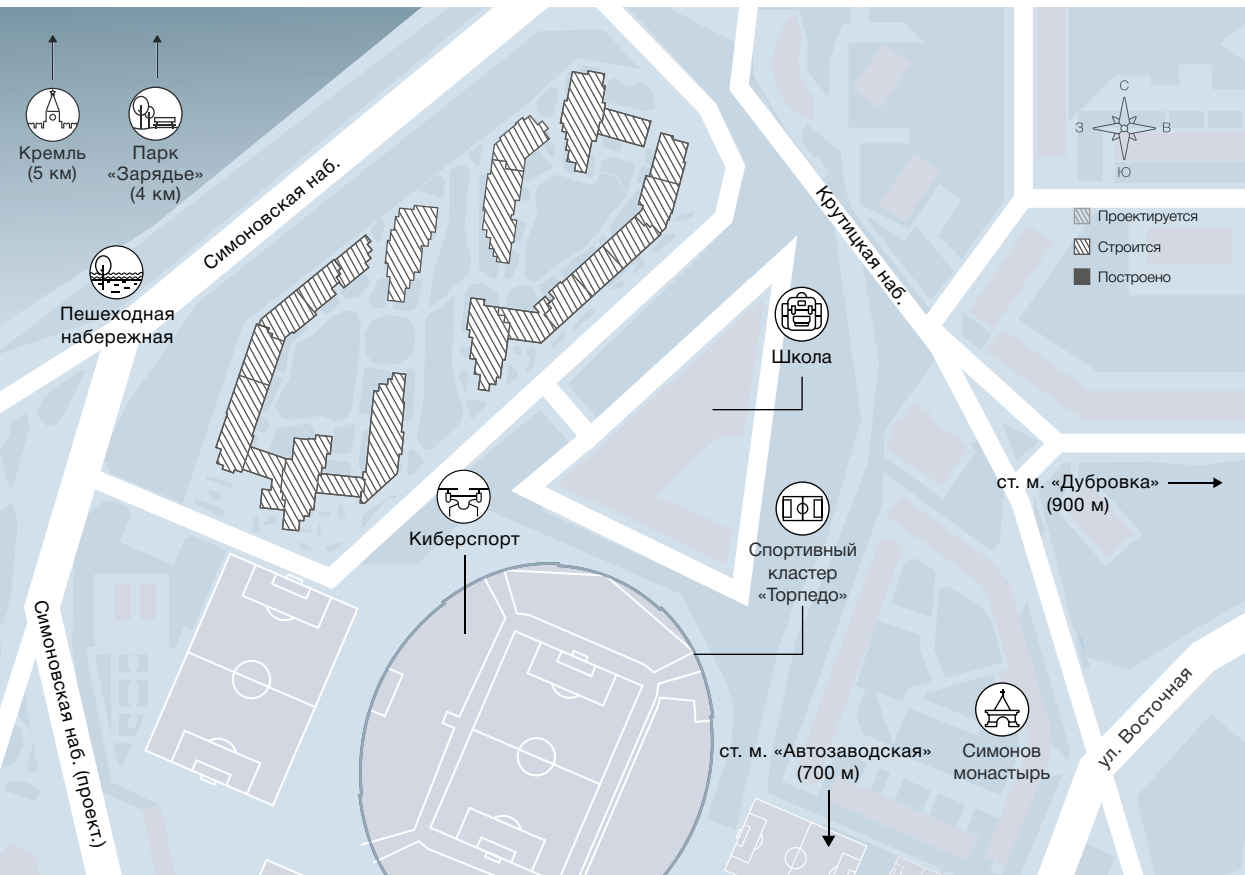 Кремль
(5 км)
Парк
«Зарядье»
(4 км)
С
З
В
Ю
Проектируется
Строится
Построено
Симоновская наб.
Крутицкая наб.
Пешеходная
набережная
Школа
ст. м. «Дубровка»
(900 м)
Киберспорт
Спортивный
кластер
«Торпедо»
Симоновская наб. (проект.)
ст. м. «Автозаводская»
(700 м)
Симонов
монастырь
ул. Восточная